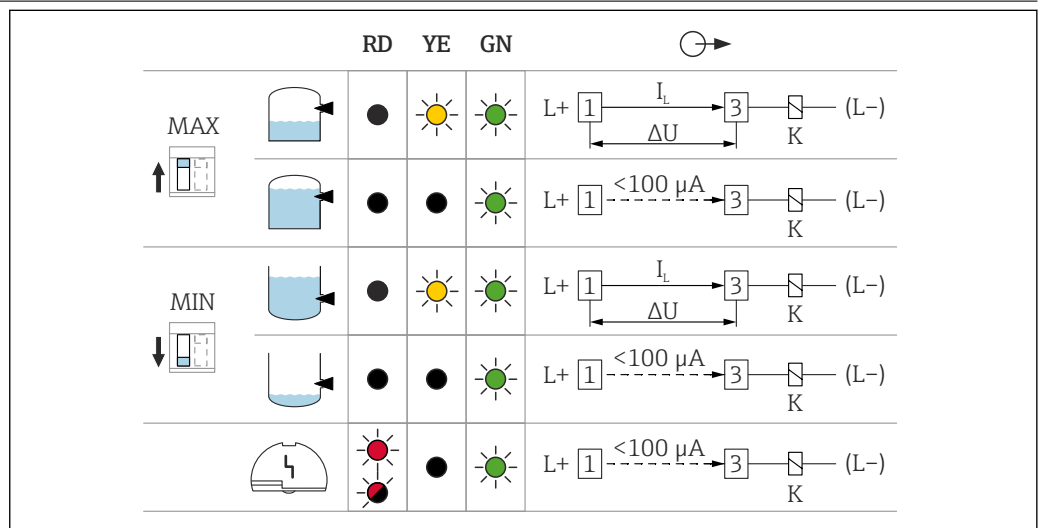 RD YE GN
MAX
L+ 1 I_L 3 (L–)
ΔU K
L+ 1 <100 μA 3 (L–)
K
MIN
L+ 1 I_L 3 (L–)
ΔU K
L+ 1 <100 μA 3 (L–)
K
L+ 1 <100 μA 3 (L–)
K